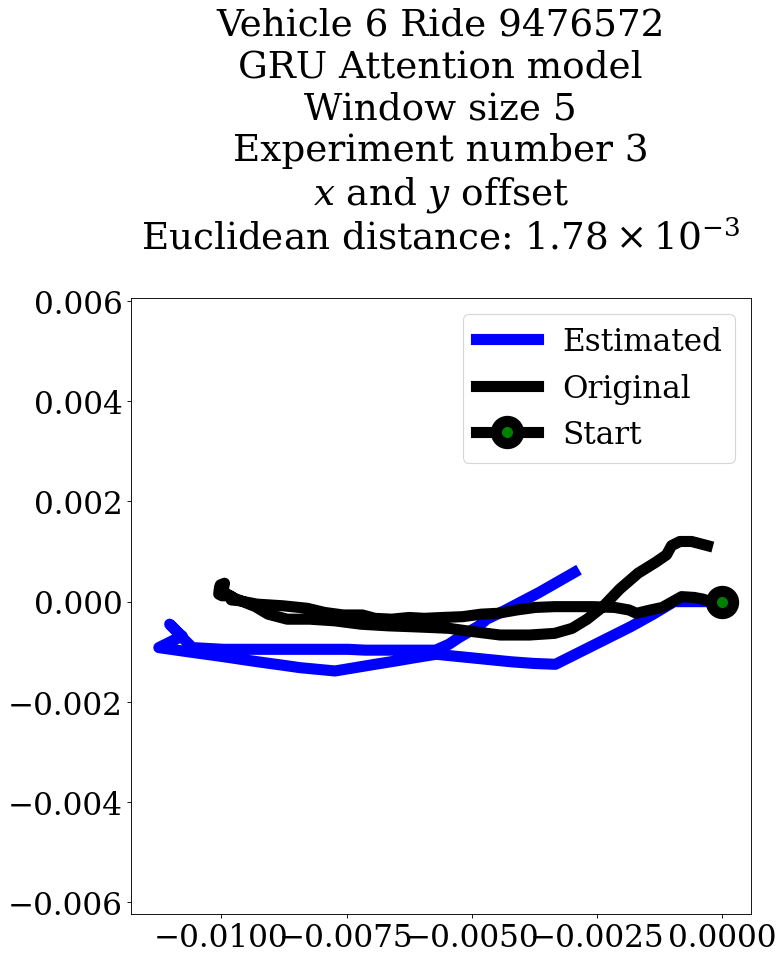 Vehicle 6 Ride 9476572
GRU Attention model
Window size 5
Experiment number 3
x and y offset
Euclidean distance: 1.78 × 10⁻³
0.006
0.004
0.002
0.000
−0.002
−0.004
−0.006
Estimated
Original
Start
−0.0100 −0.0075 −0.0050 −0.0025 0.0000